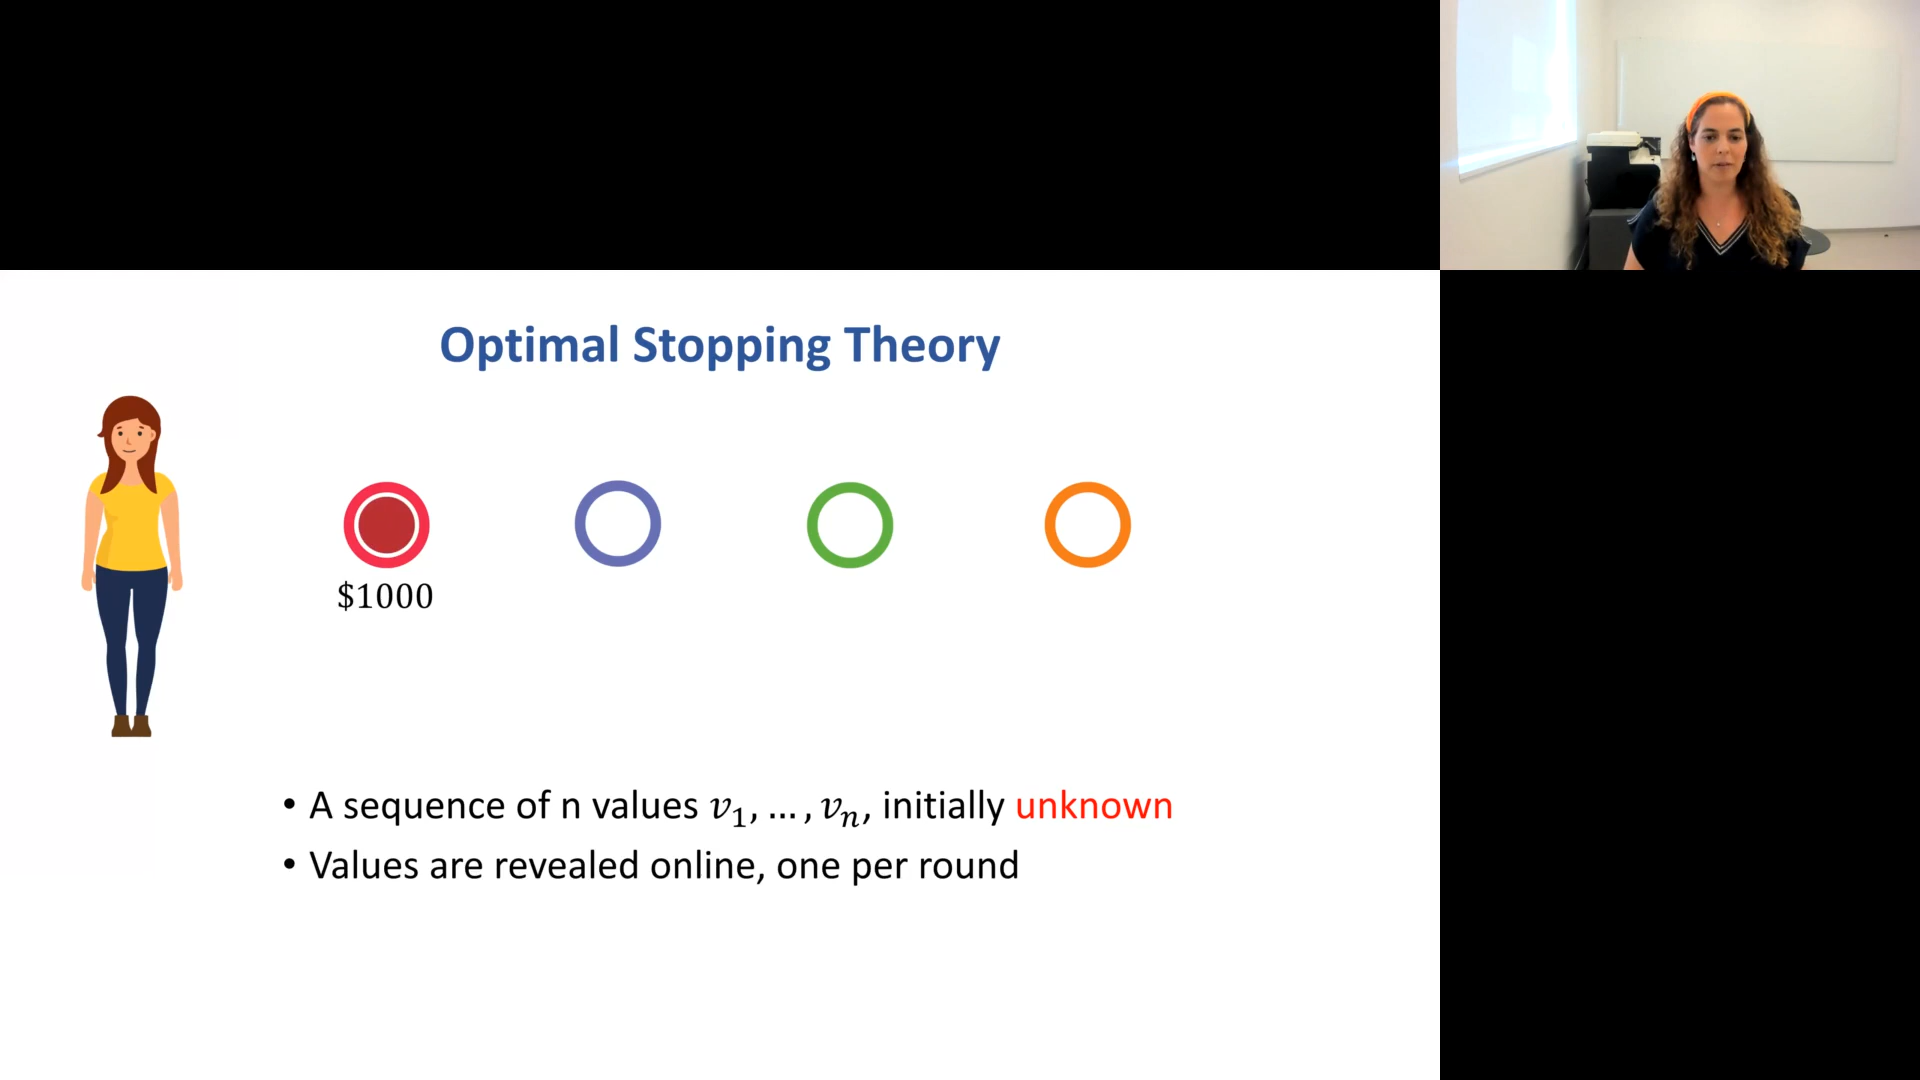 Optimal Stopping Theory
$1000
• A sequence of n values v₁, … , vₙ, initially unknown
• Values are revealed online, one per round